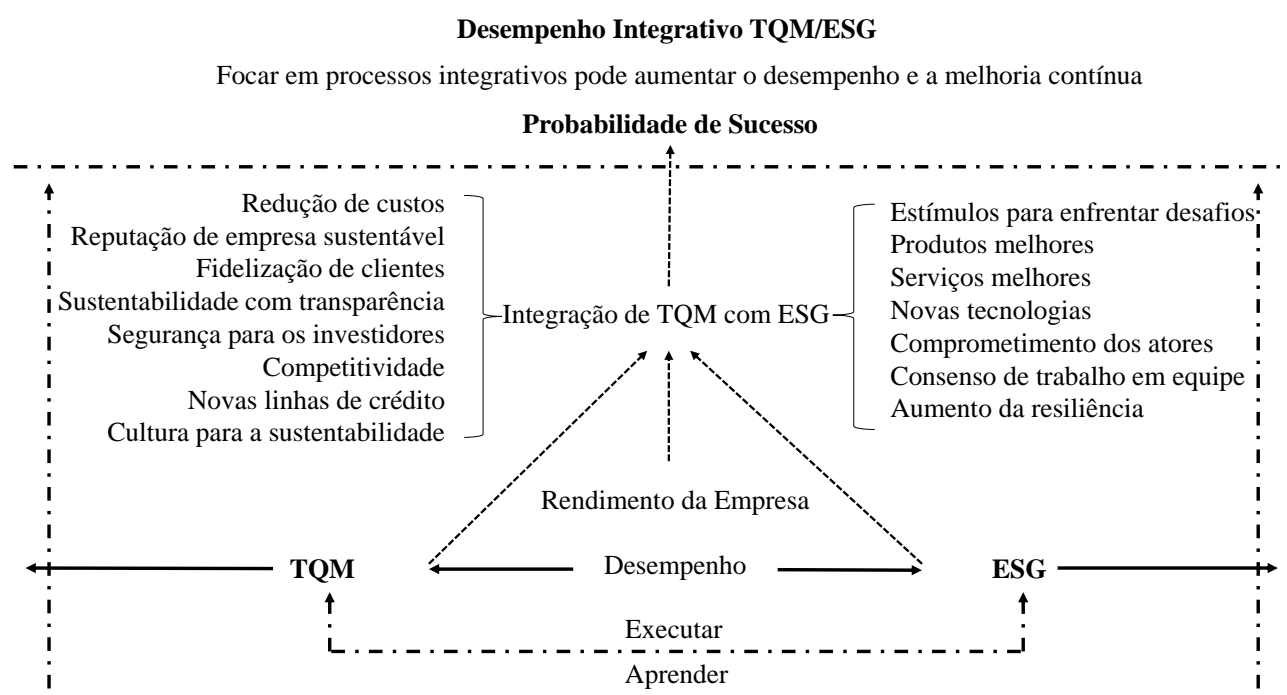 Desempenho Integrativo TQM/ESG
Focar em processos integrativos pode aumentar o desempenho e a melhoria contínua
Probabilidade de Sucesso
Redução de custos
Reputação de empresa sustentável
Fidelização de clientes
Sustentabilidade com transparência
Segurança para os investidores
Competitividade
Novas linhas de crédito
Cultura para a sustentabilidade
Integração de TQM com ESG
Estímulos para enfrentar desafios
Produtos melhores
Serviços melhores
Novas tecnologias
Comprometimento dos atores
Consenso de trabalho em equipe
Aumento da resiliência
Rendimento da Empresa
TQM
Desempenho
ESG
Executar
Aprender